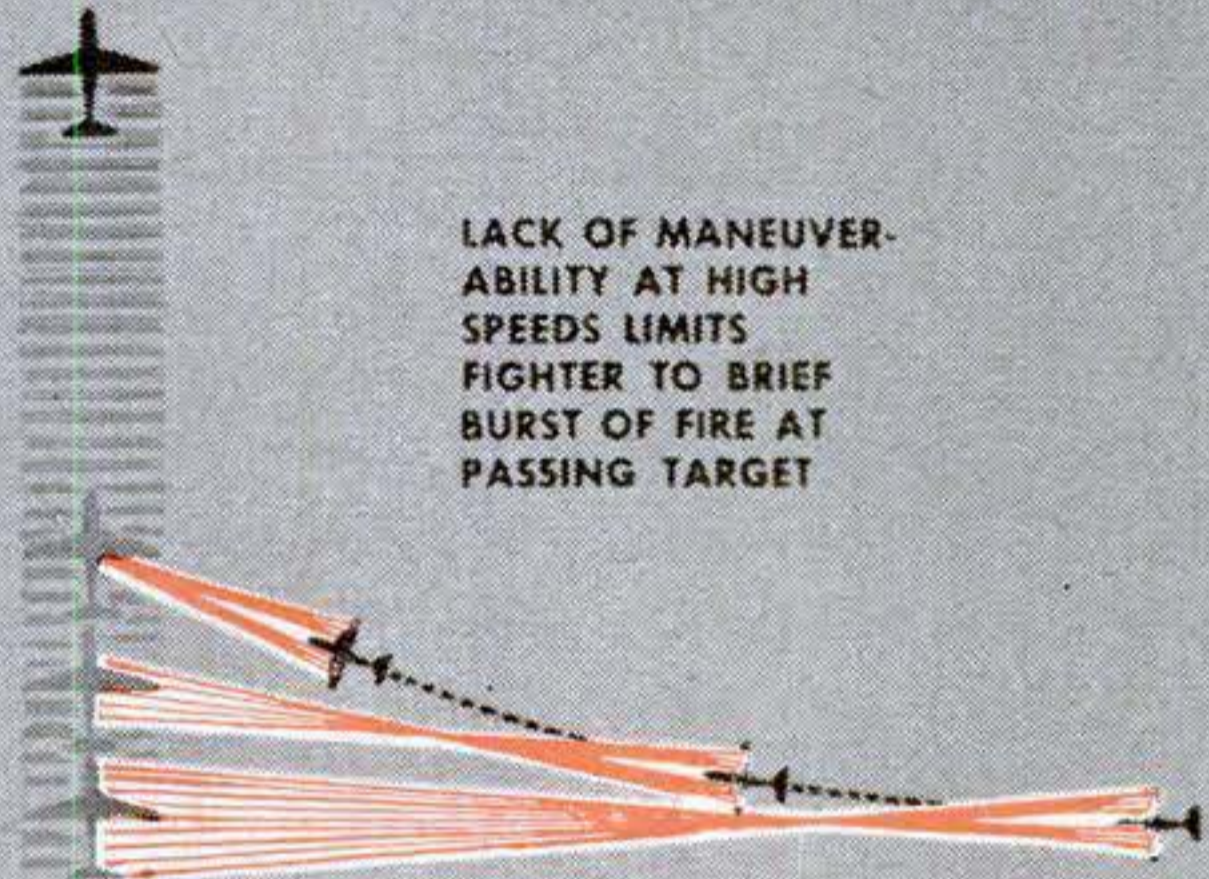 LACK OF MANEUVER-
ABILITY AT HIGH
SPEEDS LIMITS
FIGHTER TO BRIEF
BURST OF FIRE AT
PASSING TARGET